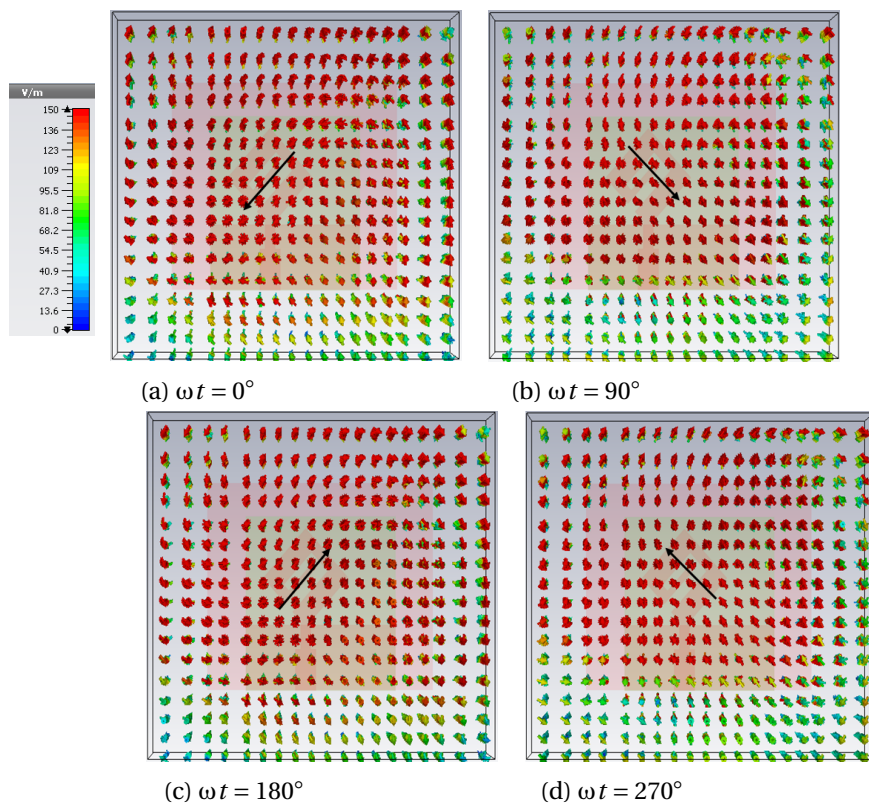 V/m
150
136
123
109
95.5
81.8
68.2
54.5
40.9
27.3
13.6
0
(a) ωt = 0°
(b) ωt = 90°
(c) ωt = 180°
(d) ωt = 270°